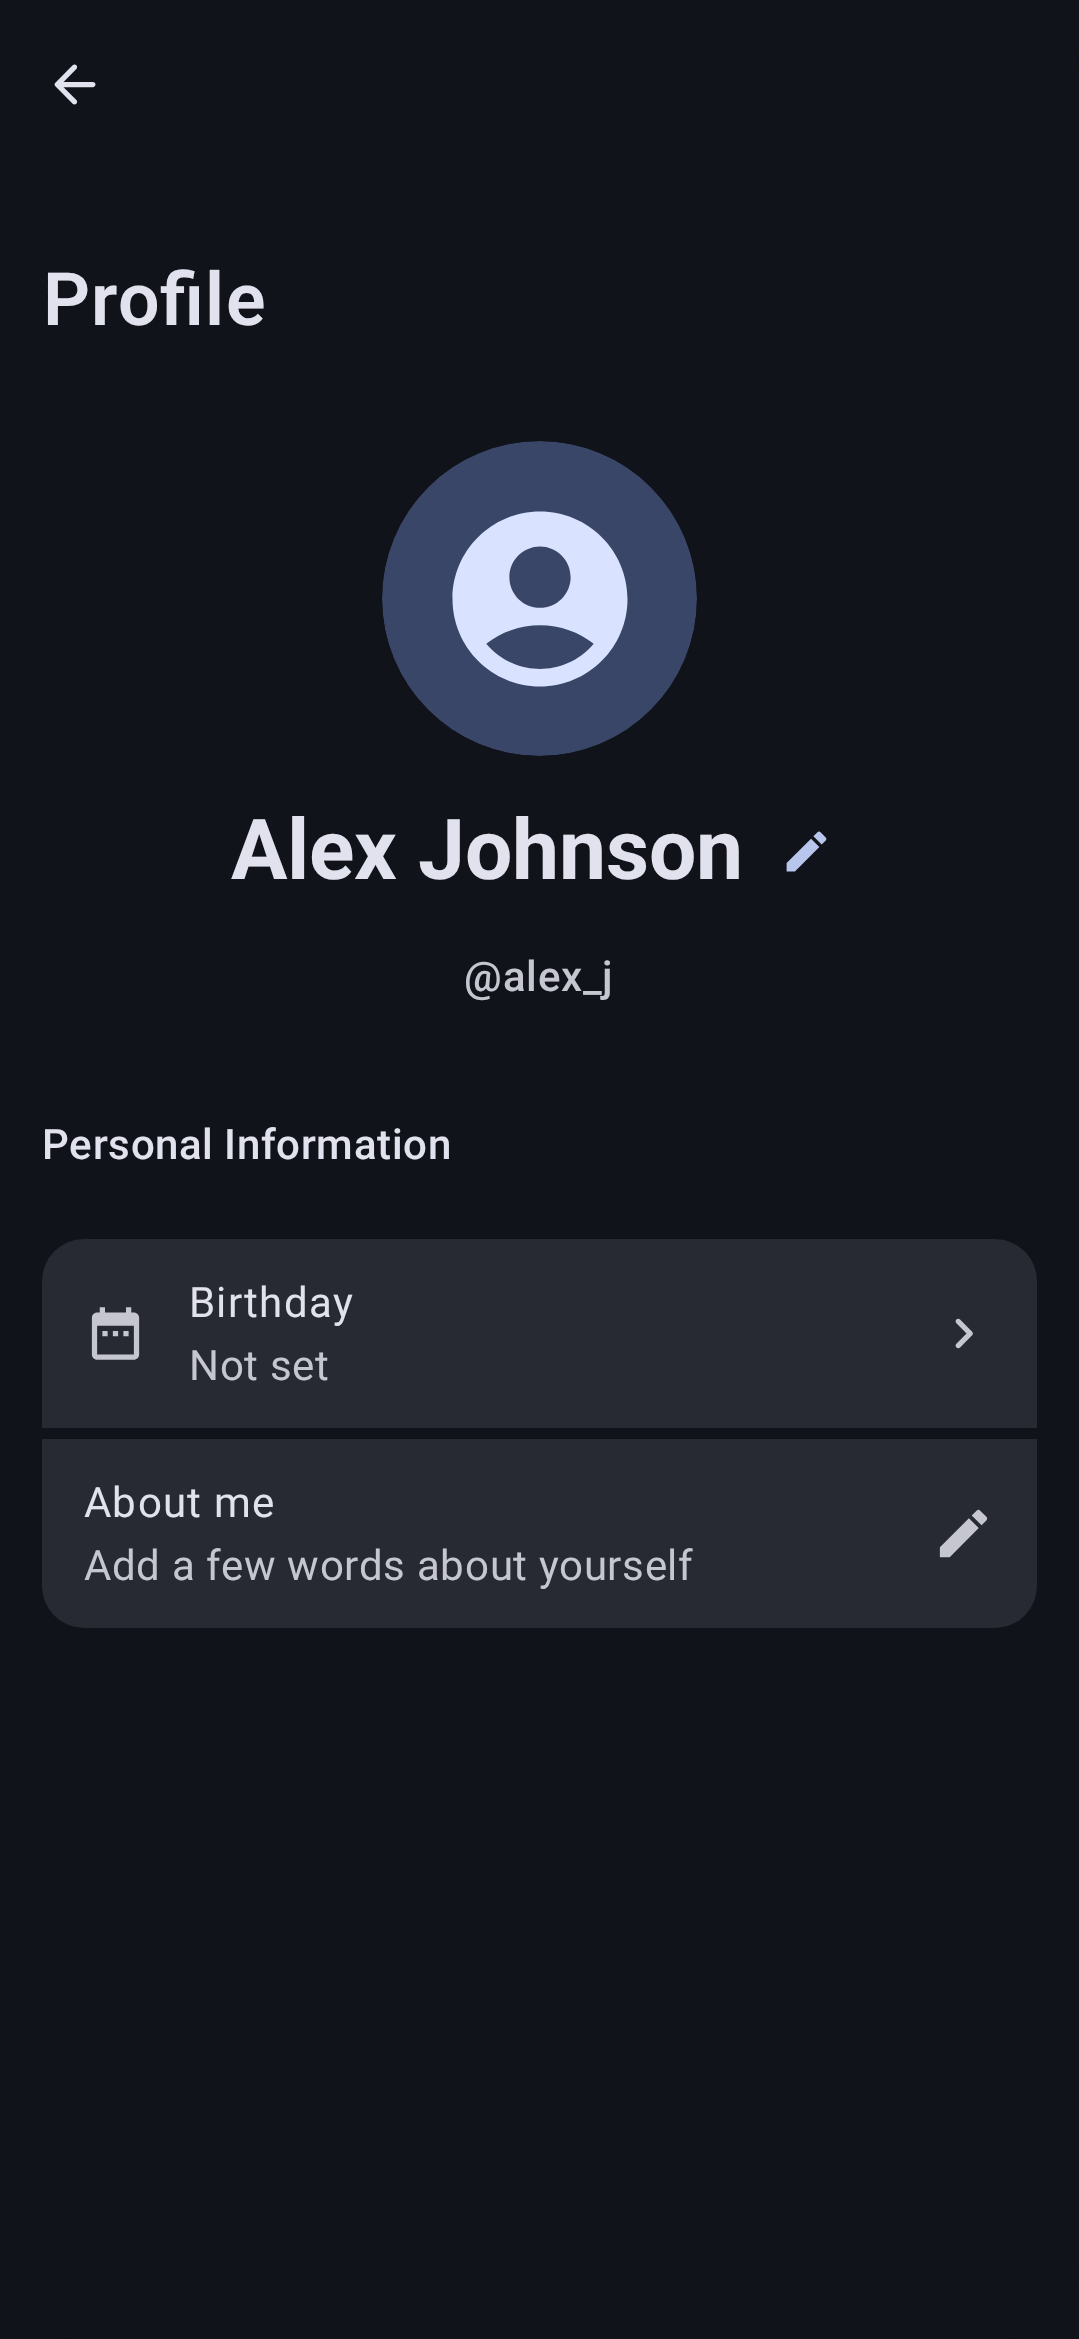 Profile
Alex Johnson
@alex_j
Personal Information
Birthday
Not set
About me
Add a few words about yourself